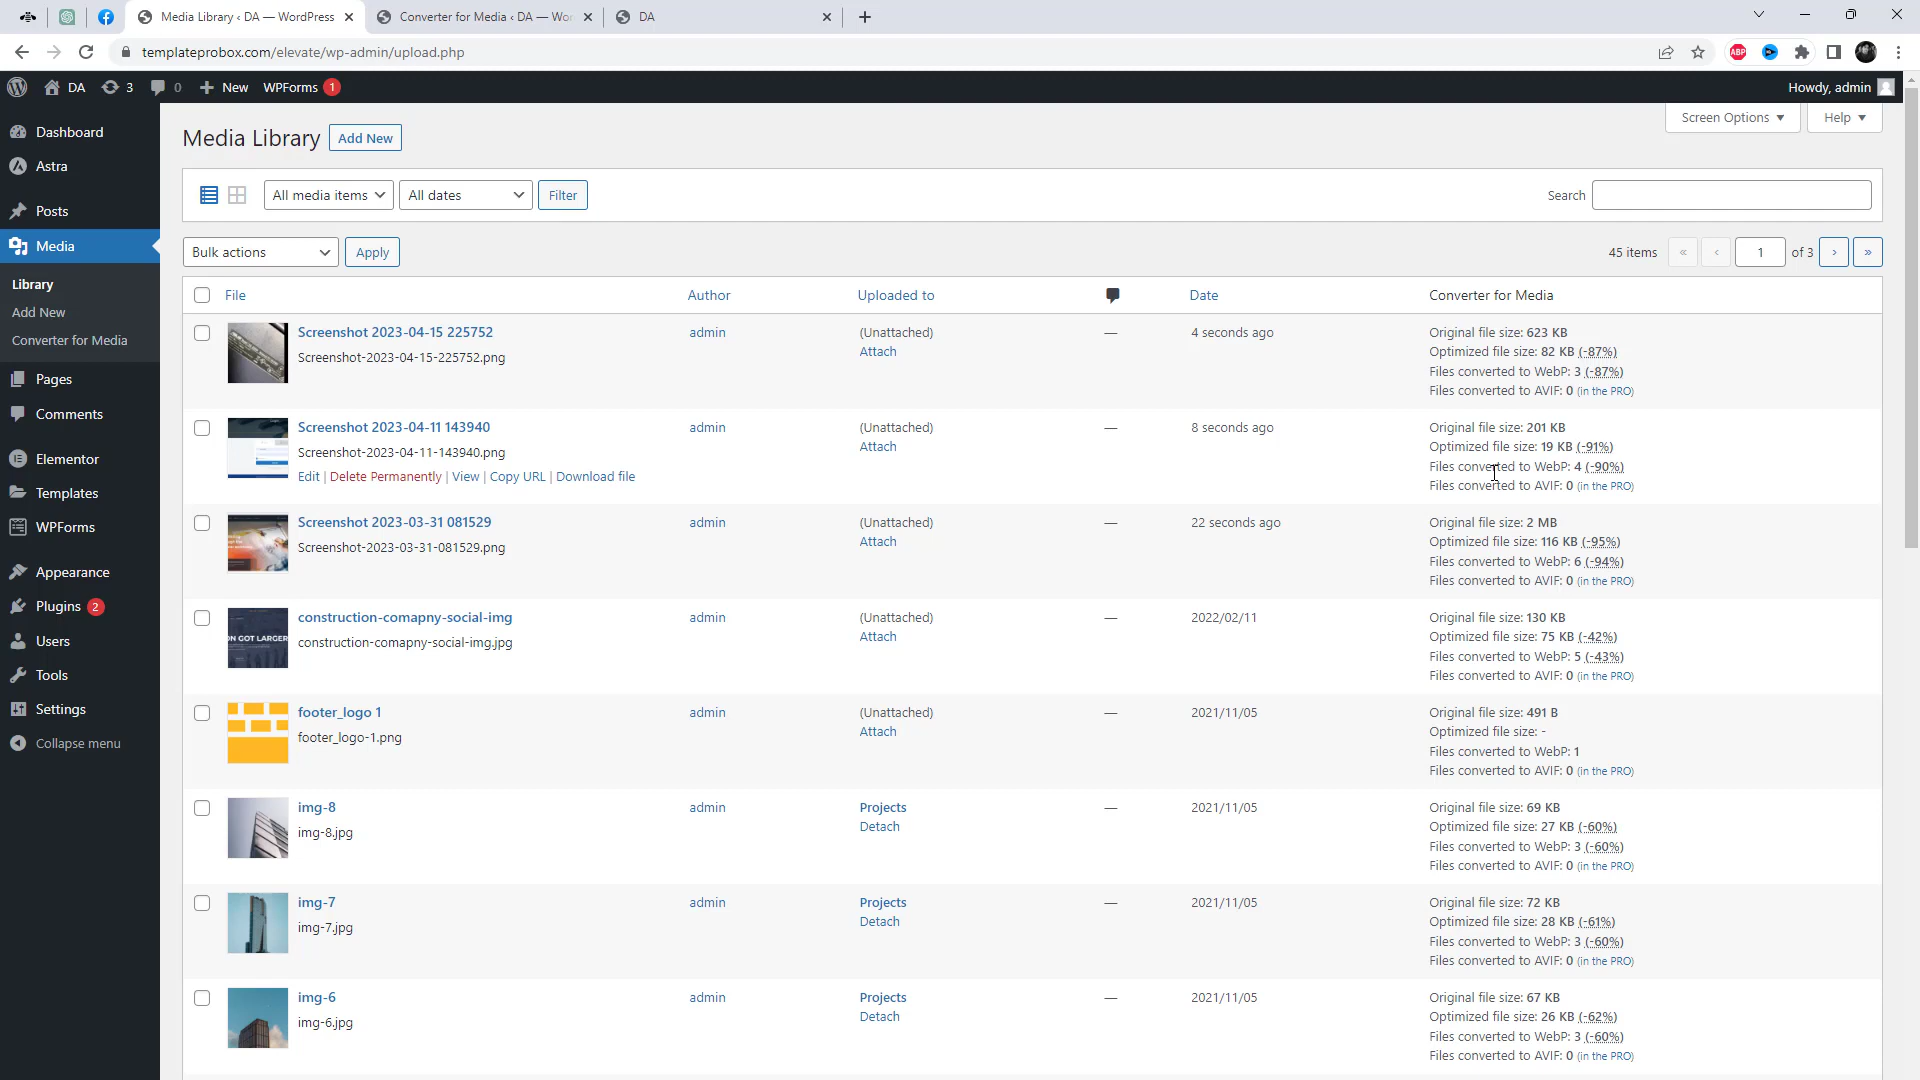 Media Library ‹ DA — WordPress
Converter for Media ‹ DA — Wor
DA
templateprobox.com/elevate/wp-admin/upload.php
ABP
DA 3 0 New WPForms 1 Howdy, admin
Screen Options Help
Dashboard
Astra
Posts
Media
Library
Add New
Converter for Media
Pages
Comments
Elementor
Templates
WPForms
Appearance
Plugins 2
Users
Tools
Settings
Collapse menu
Media Library Add New
All media items All dates Filter Search
Bulk actions Apply 45 items « ‹ 1 of 3 › »
File Author Uploaded to Date Converter for Media
Screenshot 2023-04-15 225752 admin (Unattached) — 4 seconds ago Original file size: 623 KB
Attach Optimized file size: 82 KB (-87%)
Screenshot-2023-04-15-225752.png Files converted to WebP: 3 (-87%)
Files converted to AVIF: 0 (in the PRO)
Screenshot 2023-04-11 143940 admin (Unattached) — 8 seconds ago Original file size: 201 KB
Screenshot-2023-04-11-143940.png Attach Optimized file size: 19 KB (-91%)
Files converted to WebP: 4 (-90%)
Edit | Delete Permanently | View | Copy URL | Download file Files converted to AVIF: 0 (in the PRO)
Screenshot 2023-03-31 081529 admin (Unattached) — 22 seconds ago Original file size: 2 MB
Screenshot-2023-03-31-081529.png Attach Optimized file size: 116 KB (-95%)
Files converted to WebP: 6 (-94%)
Files converted to AVIF: 0 (in the PRO)
construction-comapny-social-img admin (Unattached) — 2022/02/11 Original file size: 130 KB
ON GOT LARGER construction-comapny-social-img.jpg Attach Optimized file size: 75 KB (-42%)
Files converted to WebP: 5 (-43%)
Files converted to AVIF: 0 (in the PRO)
footer_logo 1 admin (Unattached) — 2021/11/05 Original file size: 491 B
footer_logo-1.png Attach Optimized file size: -
Files converted to WebP: 1
Files converted to AVIF: 0 (in the PRO)
img-8 admin Projects — 2021/11/05 Original file size: 69 KB
img-8.jpg Detach Optimized file size: 27 KB (-60%)
Files converted to WebP: 3 (-60%)
Files converted to AVIF: 0 (in the PRO)
img-7 admin Projects — 2021/11/05 Original file size: 72 KB
img-7.jpg Detach Optimized file size: 28 KB (-61%)
Files converted to WebP: 3 (-60%)
Files converted to AVIF: 0 (in the PRO)
img-6 admin Projects — 2021/11/05 Original file size: 67 KB
img-6.jpg Detach Optimized file size: 26 KB (-62%)
Files converted to WebP: 3 (-60%)
Files converted to AVIF: 0 (in the PRO)